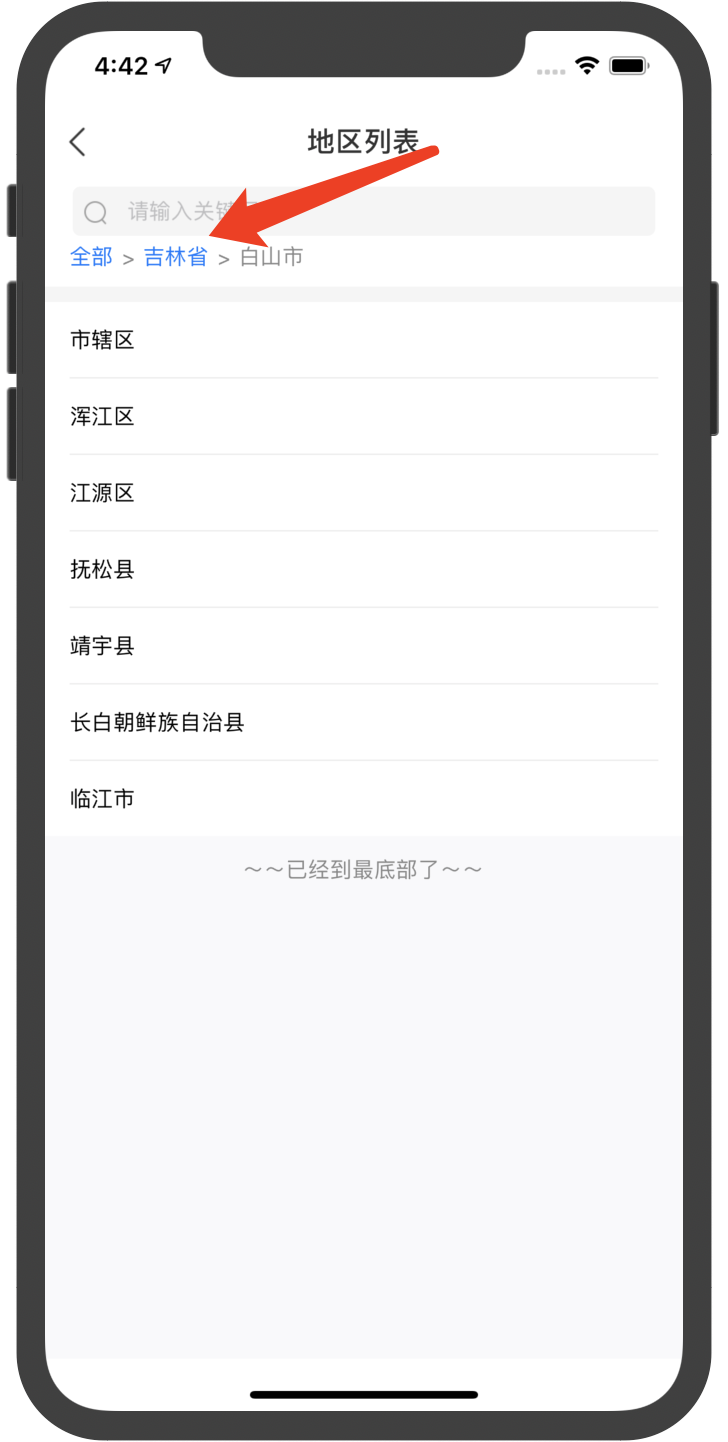 4:42
地区列表
请输入关键
全部 > 吉林省 > 白山市
市辖区
浑江区
江源区
抚松县
靖宇县
长白朝鲜族自治县
临江市
～～已经到最底部了～～